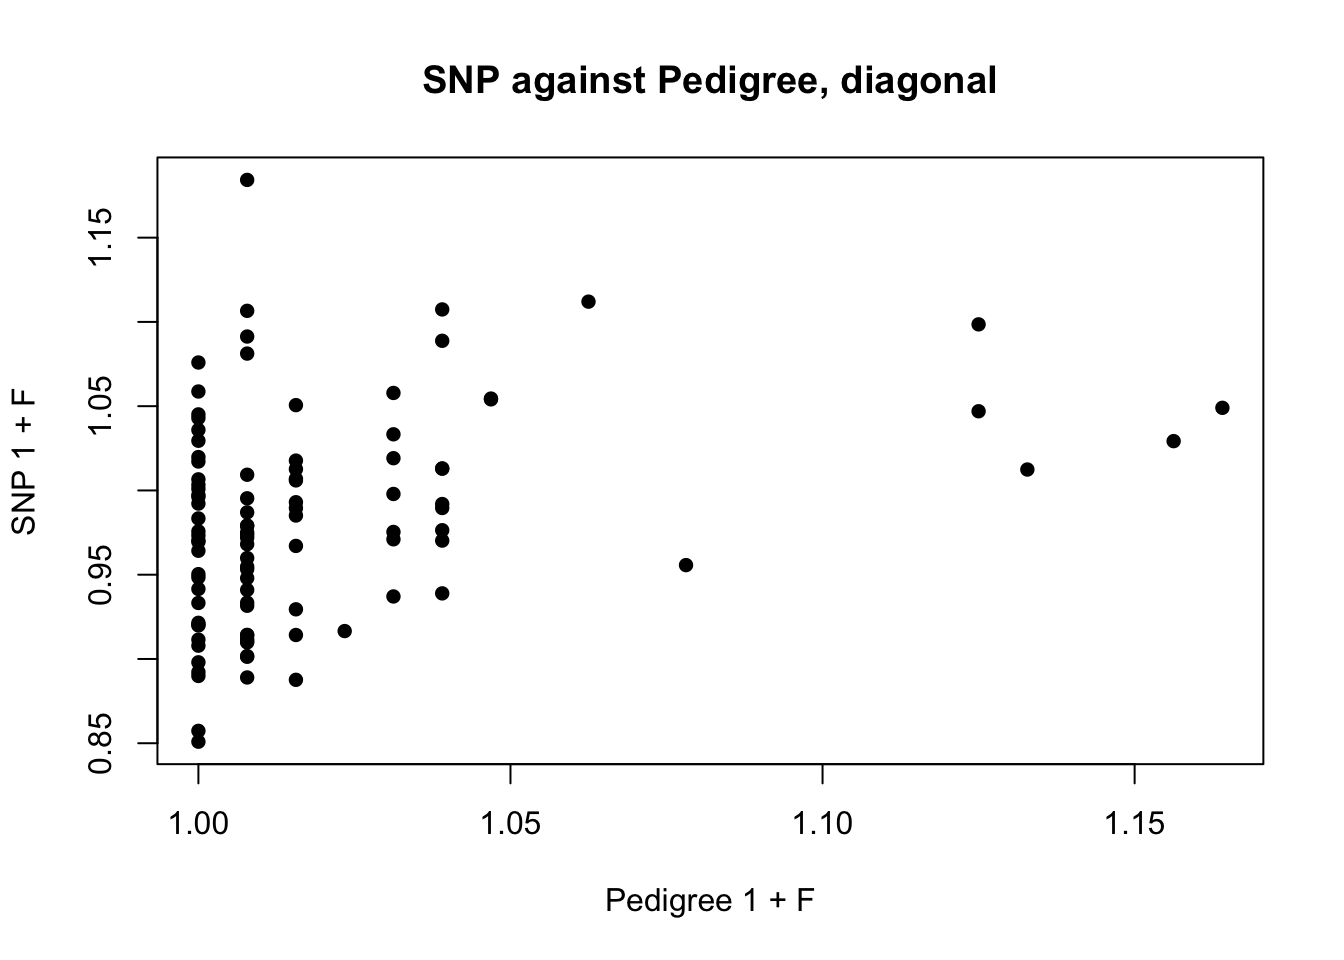 SNP against Pedigree, diagonal
SNP 1 + F
1.15
1.05
0.95
0.85
1.00 1.05 1.10 1.15
Pedigree 1 + F